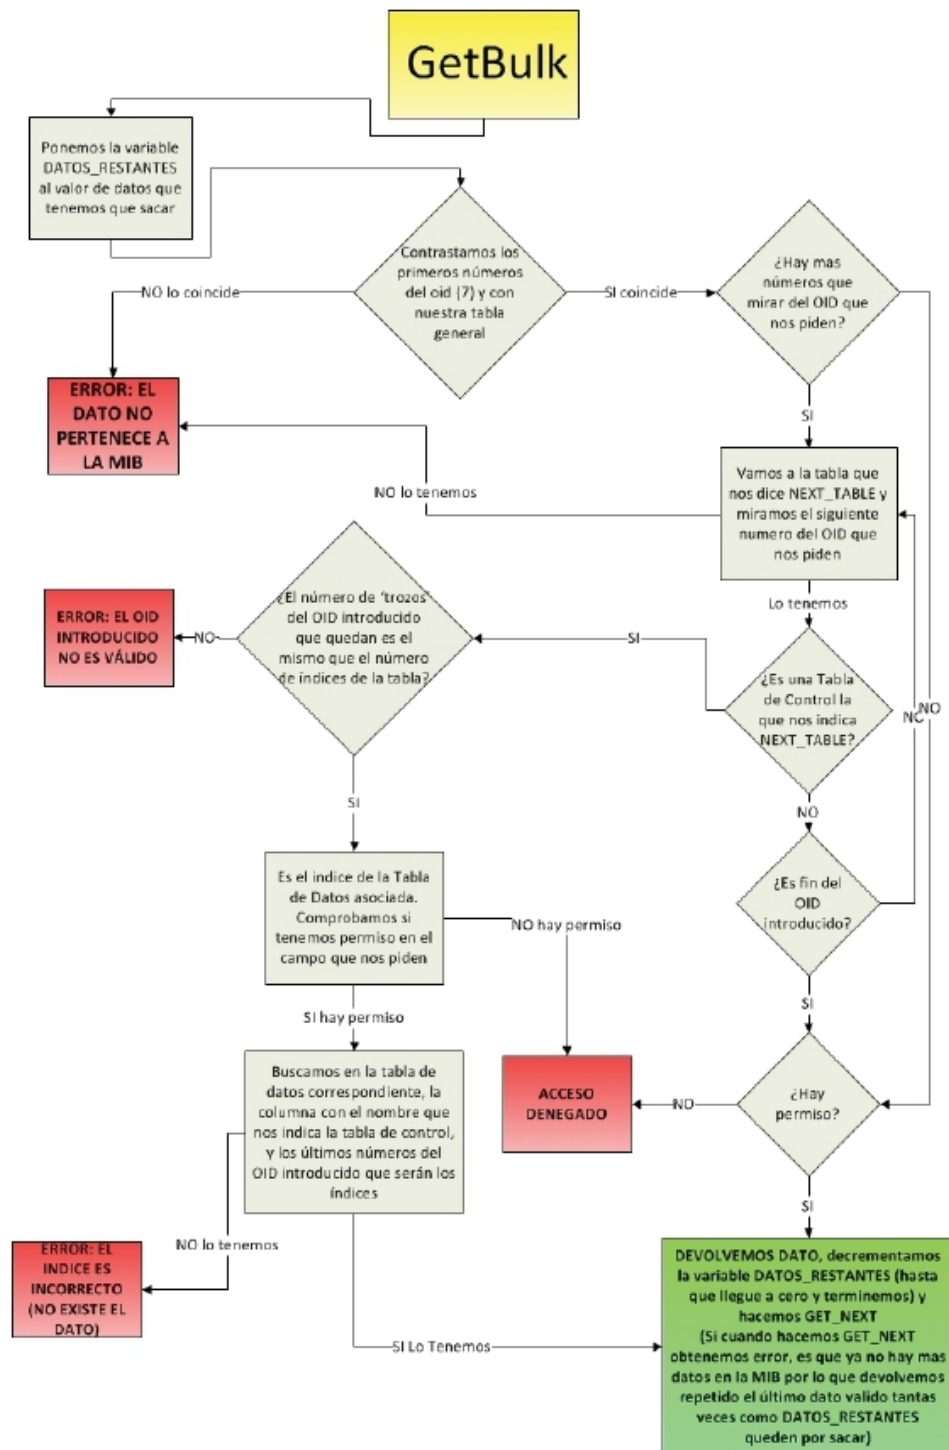 GetBulk
Ponemos la variable
DATOS_RESTANTES
al valor de datos que
tenemos que sacar
Contrastamos los
primeros números
del oid (7) y con
nuestra tabla
general
NO lo coincide
SI coincide
¿Hay mas
números que
mirar del OID que
nos piden?
ERROR: EL
DATO NO
PERTENECE A
LA MIB
SI
Vamos a la tabla que
nos dice NEXT_TABLE y
miramos el siguiente
numero del OID que
nos piden
NO lo tenemos
Lo tenemos
¿El número de 'trozos'
del OID introducido
que quedan es el
mismo que el número
de índices de la tabla?
ERROR: EL OID
INTRODUCIDO
NO ES VÁLIDO
NO
SI
¿Es una Tabla
de Control la
que nos indica
NEXT_TABLE?
NO
NO
SI
NO
¿Es fin del
OID
introducido?
Es el indice de la Tabla
de Datos asociada.
Comprobamos si
tenemos permiso en el
campo que nos piden
NO hay permiso
SI
SI hay permiso
Buscamos en la tabla de
datos correspondiente, la
columna con el nombre que
nos indica la tabla de control,
y los últimos números del
OID introducido que serán los
índices
ACCESO
DENEGADO
NO
¿Hay
permiso?
SI
NO lo tenemos
ERROR: EL
INDICE ES
INCORRECTO
(NO EXISTE EL
DATO)
SI Lo Tenemos
DEVOLVEMOS DATO, decrementamos
la variable DATOS_RESTANTES (hasta
que llegue a cero y terminemos) y
hacemos GET_NEXT
(Si cuando hacemos GET_NEXT
obtenemos error, es que ya no hay mas
datos en la MIB por lo que devolvemos
repetido el último dato valido tantas
veces como DATOS_RESTANTES
queden por sacar)